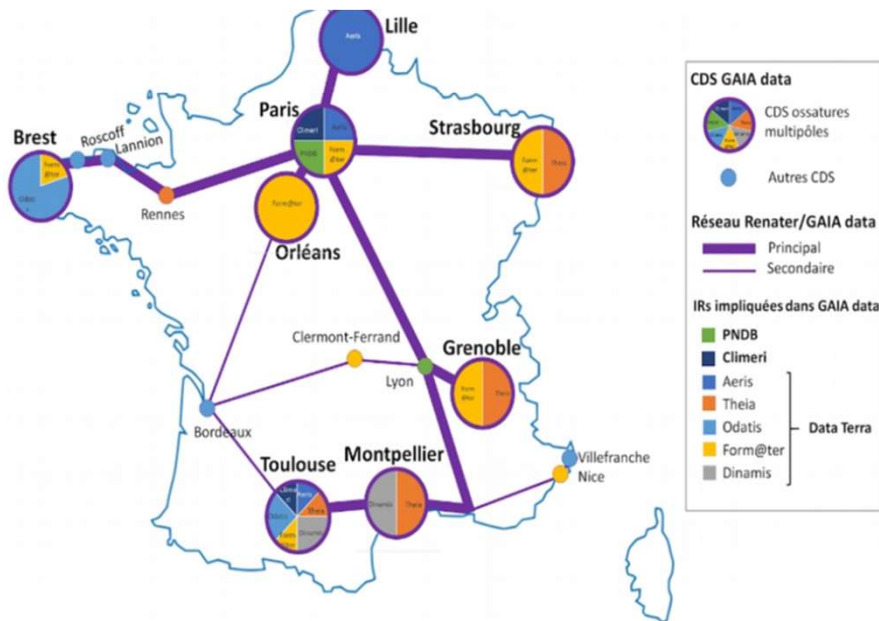 Lille
Aeris
Paris
Climeri
Aeris
PNDB
Form
@ter
Strasbourg
Form
@ter
Theia
Brest
Roscoff
Lannion
Form
@ter
Odatis
Rennes
Form@ter
Orléans
Clermont-Ferrand
Lyon
Grenoble
Form
@ter
Theia
Bordeaux
Toulouse
Aeris
Theia
Odatis
Form
Dinamis
Montpellier
Dinamis
Theia
Villefranche
Nice
CDS GAIA data
CDS ossatures
multipôles
Autres CDS
Réseau Renater/GAIA data
Principal
Secondaire
IRs impliquées dans GAIA data
PNDB
Climeri
Aeris
Theia
Odatis
Form@ter
Dinamis
Data Terra